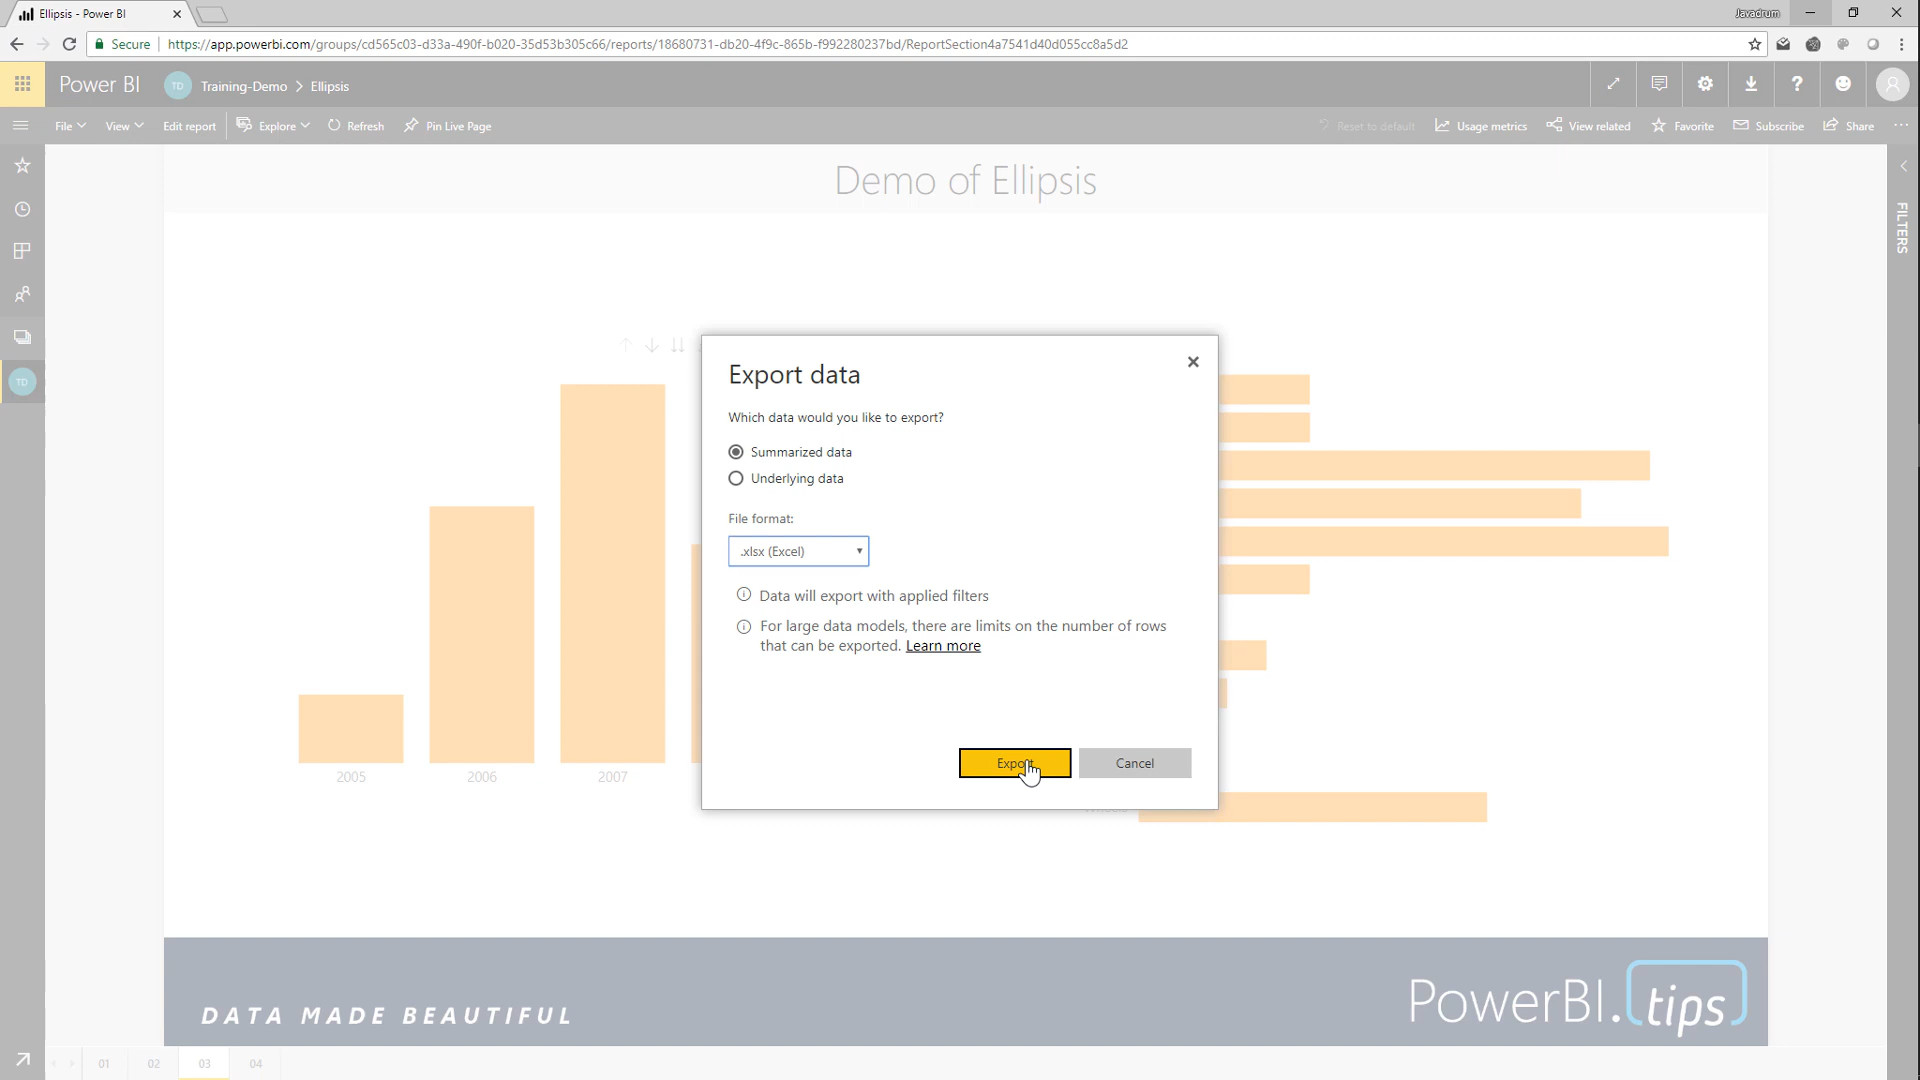 Ellipsis - Power BI
Javadrum
Secure
https://app.powerbi.com/groups/cd565c03-d33a-490f-b020-35d53b305c66/reports/18680731-db20-4f9c-865b-f992280237bd/ReportSection4a7541d40d055cc8a5d2
Power BI
TD
Training-Demo > Ellipsis
File
View
Edit report
Explore
Refresh
Pin Live Page
Reset to default
Usage metrics
View related
Favorite
Subscribe
Share
Demo of Ellipsis
FILTERS
TD
Export data
Which data would you like to export?
Summarized data
Underlying data
File format:
.xlsx (Excel)
Data will export with applied filters
For large data models, there are limits on the number of rows
that can be exported. Learn more
Export
Cancel
2005
2006
2007
DATA MADE BEAUTIFUL
PowerBI.tips
01
02
03
04